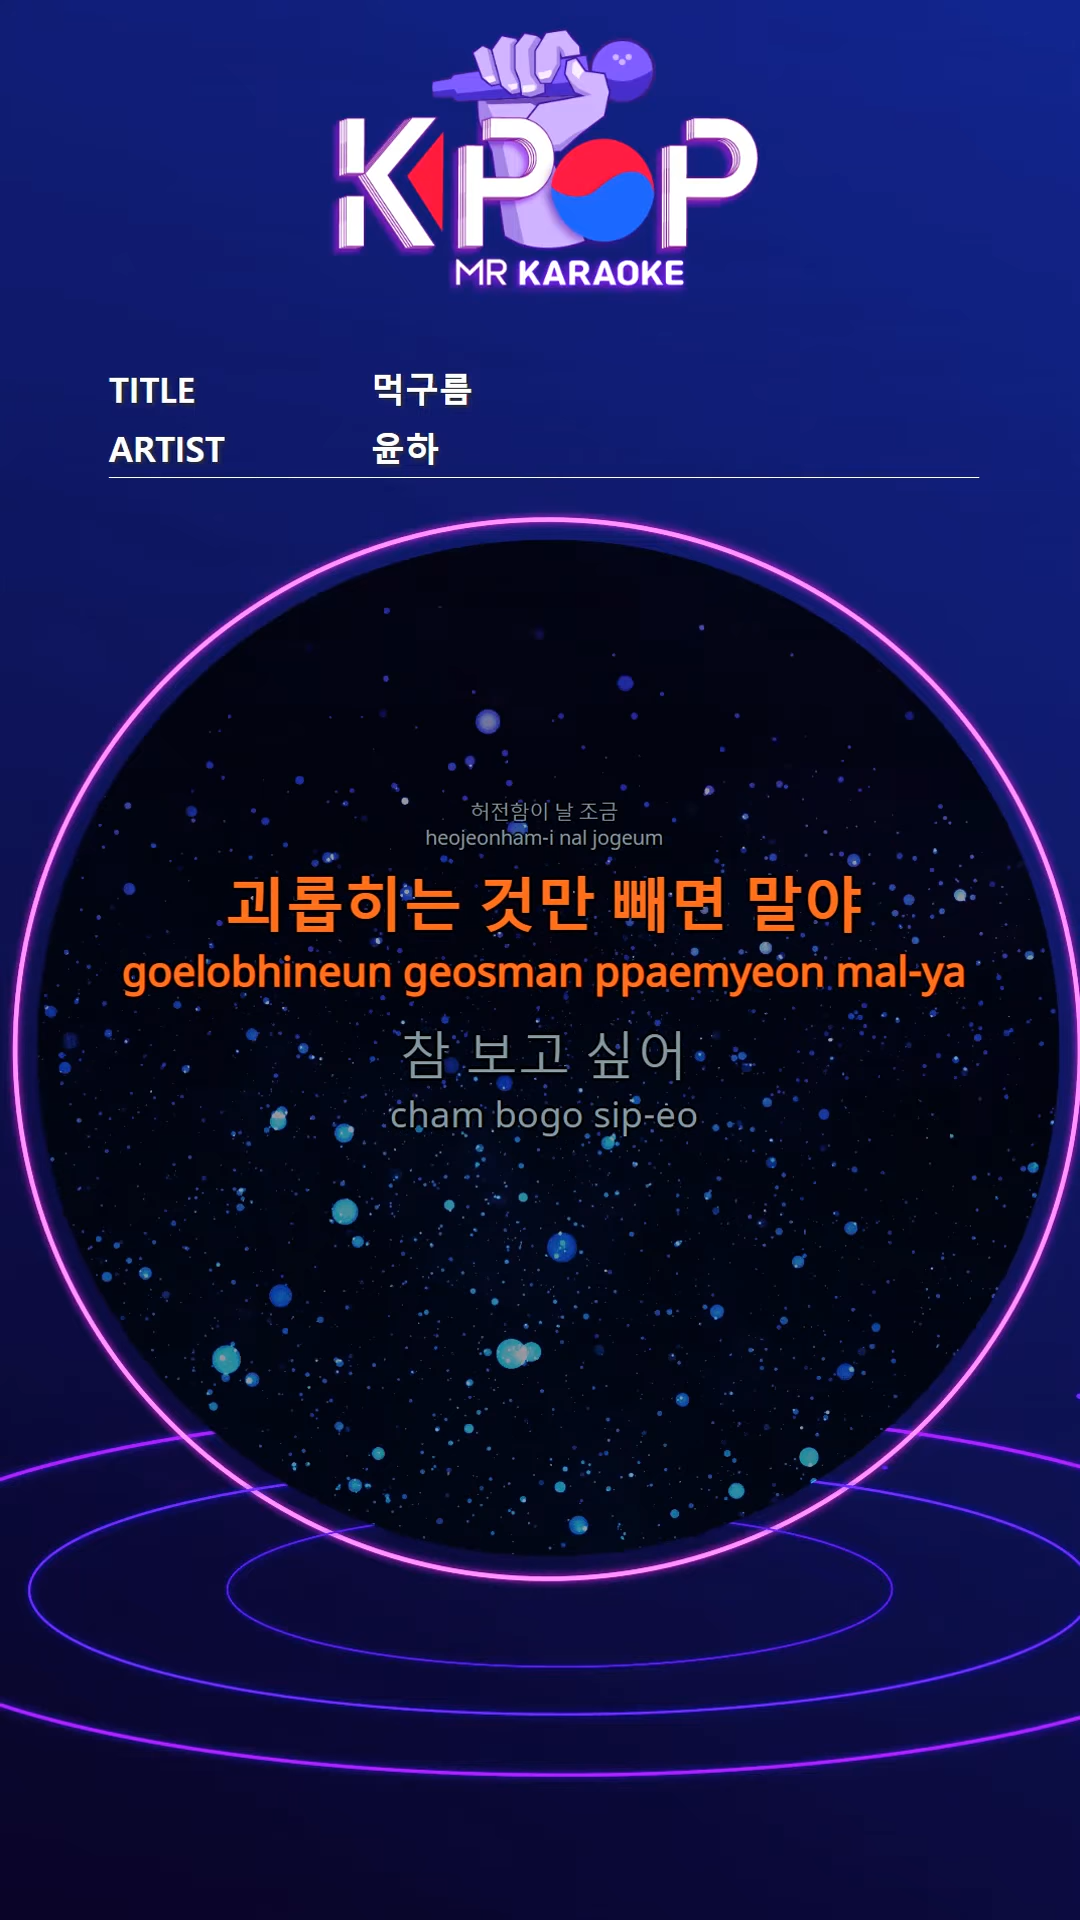 KPOP
MR KARAOKE
TITLE 먹구름
ARTIST 윤하
허전함이 날 조금
heojeonham-i nal jogeum
괴롭히는 것만 빼면 말야
goelobhineun geosman ppaemyeon mal-ya
참 보고 싶어
cham bogo sip-eo